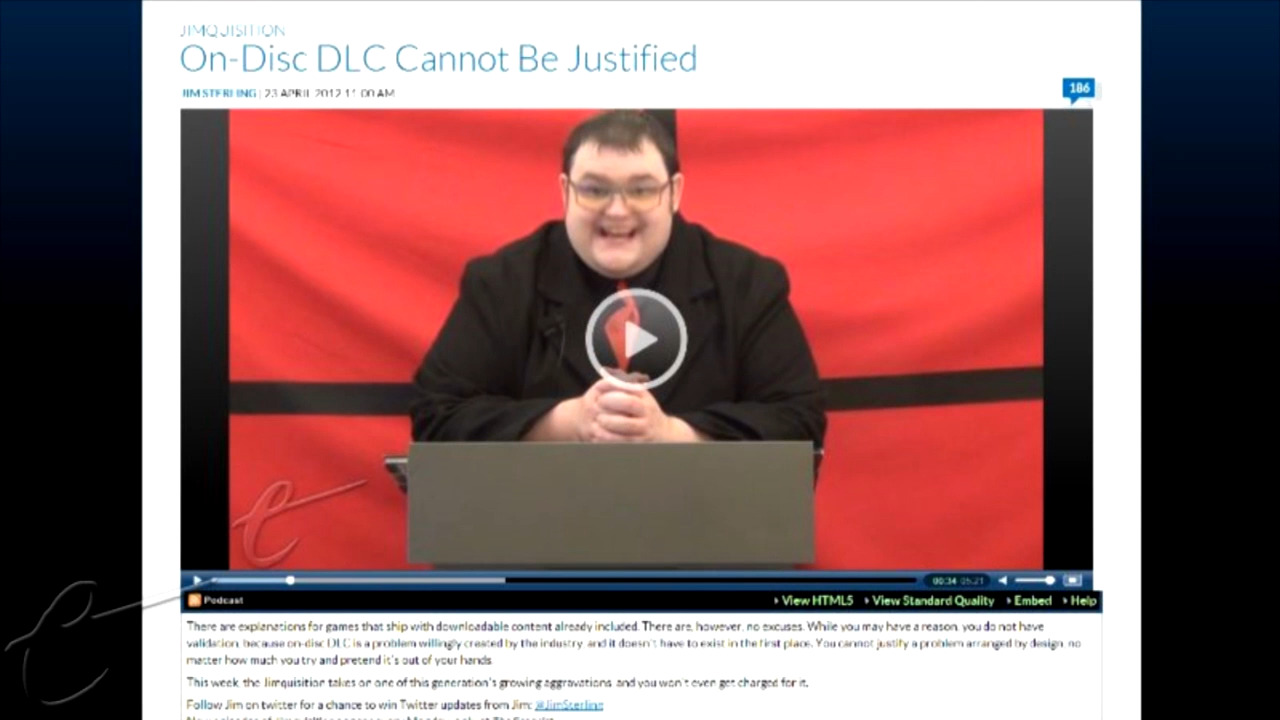 JIMQUISITION
On-Disc DLC Cannot Be Justified
JIM STERLING | 23 APRIL 2012 11:00 AM
186
00:34 05:21
Podcast
View HTML5 View Standard Quality Embed Help
There are explanations for games that ship with downloadable content already included. There are, however, no excuses. While you may have a reason, you do not have
validation, because on-disc DLC is a problem willingly created by the industry, and it doesn't have to exist in the first place. You cannot justify a problem arranged by design, no
matter how much you try and pretend it's out of your hands.
This week, the Jimquisition takes on one of this generation's growing aggravations, and you won't even get charged for it.
Follow Jim on twitter for a chance to win Twitter updates from Jim: @JimSterling